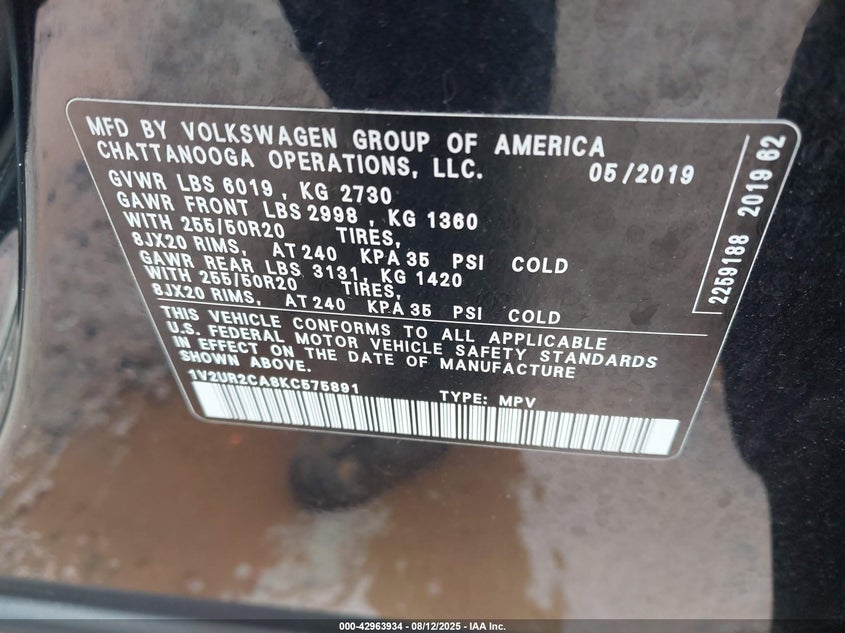 MFD BY VOLKSWAGEN GROUP OF AMERICA
CHATTANOOGA OPERATIONS, LLC. 05/2019
GVWR LBS 6019 , KG 2730
GAWR FRONT LBS 2998 , KG 1360
WITH 255/50R20 TIRES,
8JX20 RIMS, AT 240 KPA 35 PSI COLD
GAWR REAR LBS 3131, KG 1420
WITH 255/50R20 TIRES,
8JX20 RIMS, AT 240 KPA 35 PSI COLD
THIS VEHICLE CONFORMS TO ALL APPLICABLE
U.S. FEDERAL MOTOR VEHICLE SAFETY STANDARDS
IN EFFECT ON THE DATE OF MANUFACTURE
SHOWN ABOVE.
1V2UR2CA8KC575891 TYPE: MPV
2259188 2019 62
000-42963934 - 08/12/2025 - IAA Inc.